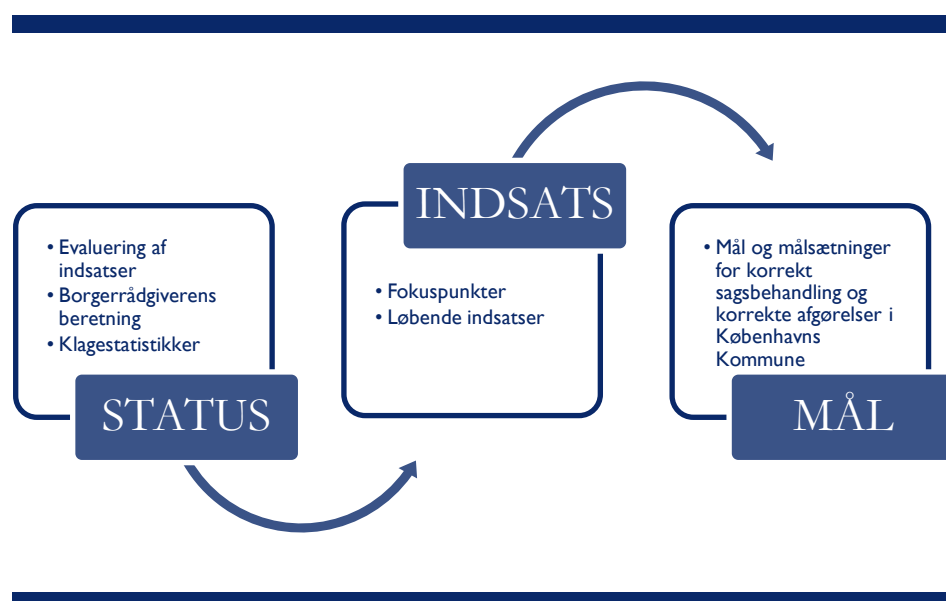 • Evaluering af
indsatser
• Borgerrådgiverens
beretning
• Klagestatistikker
STATUS
INDSATS
• Fokuspunkter
• Løbende indsatser
• Mål og målsætninger
for korrekt
sagsbehandling og
korrekte afgørelser i
Københavns
Kommune
MÅL